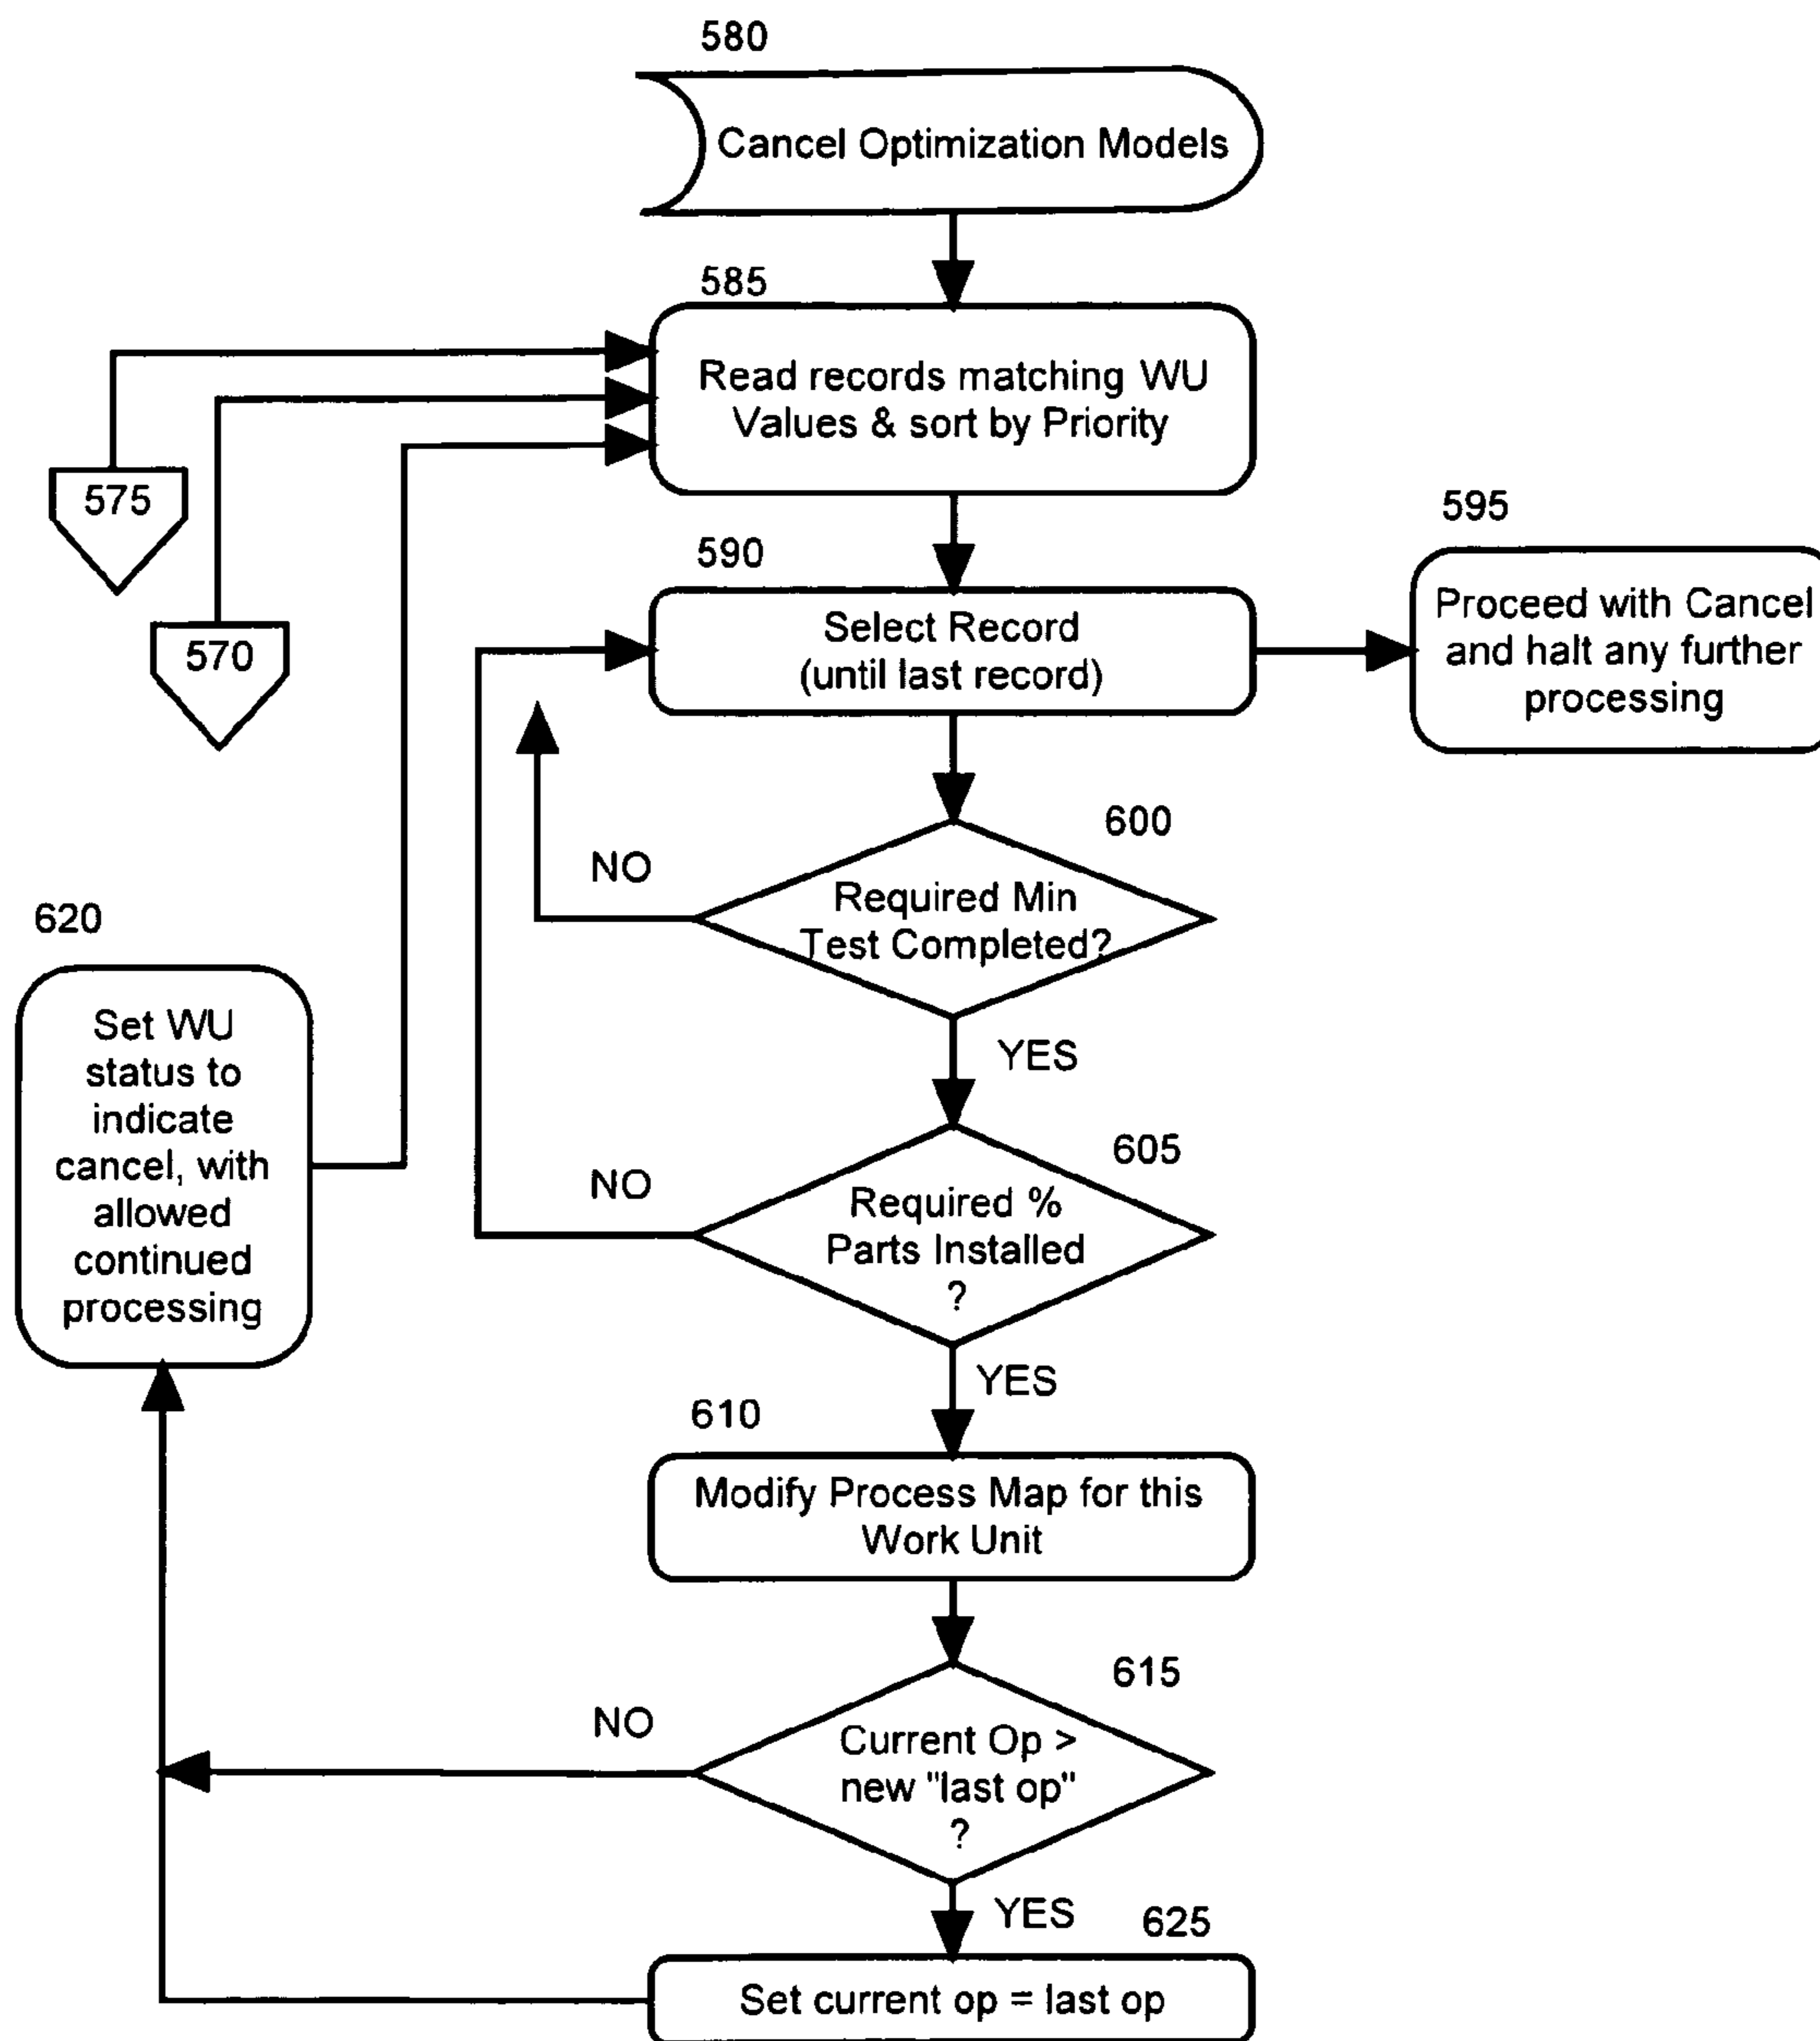 580
Cancel Optimization Models
585
Read records matching WU
Values & sort by Priority
575
570
590
Select Record
(until last record)
595
Proceed with Cancel
and halt any further
processing
600
NO
Required Min
Test Completed?
YES
620
Set WU
status to
indicate
cancel, with
allowed
continued
processing
605
NO
Required %
Parts Installed
?
YES
610
Modify Process Map for this
Work Unit
615
NO
Current Op >
new "last op"
?
YES
625
Set current op = last op